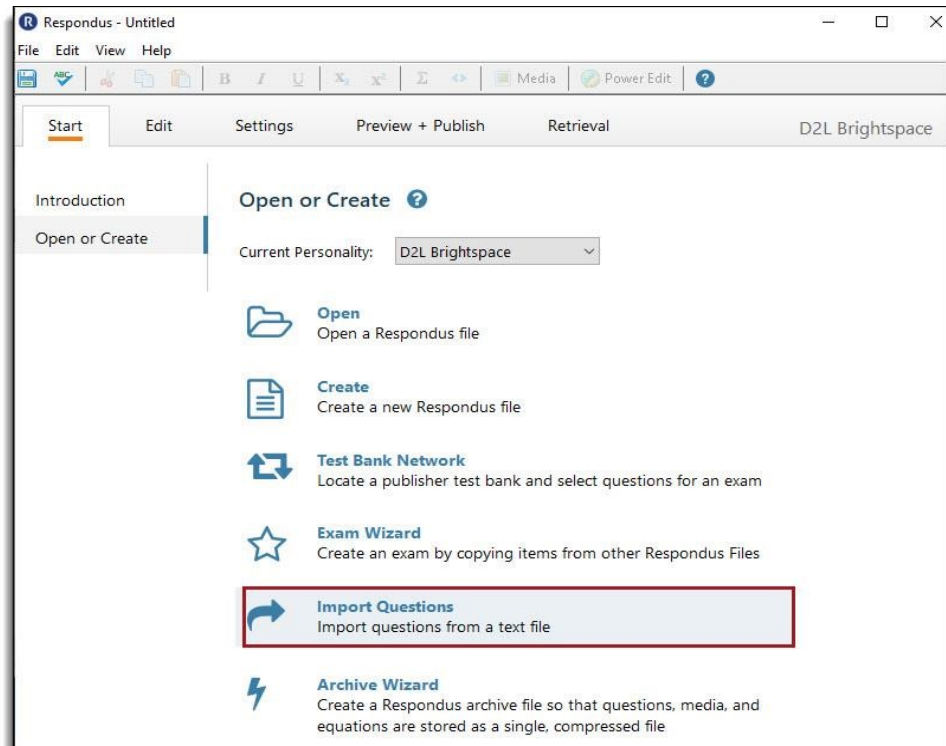 R Respondus - Untitled
File Edit View Help
ABC B I U X₂ X² Σ <> Media Power Edit ?
Start Edit Settings Preview + Publish Retrieval D2L Brightspace
Introduction
Open or Create
Open or Create ?
Current Personality: D2L Brightspace
Open
Open a Respondus file
Create
Create a new Respondus file
Test Bank Network
Locate a publisher test bank and select questions for an exam
Exam Wizard
Create an exam by copying items from other Respondus Files
Import Questions
Import questions from a text file
Archive Wizard
Create a Respondus archive file so that questions, media, and
equations are stored as a single, compressed file